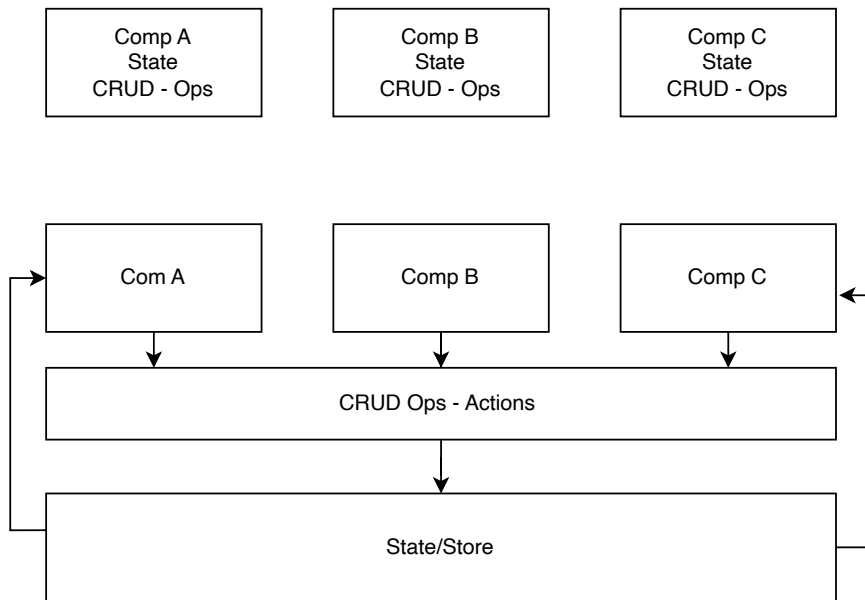 Comp A
State
CRUD - Ops
Comp B
State
CRUD - Ops
Comp C
State
CRUD - Ops
Com A
Comp B
Comp C
CRUD Ops - Actions
State/Store